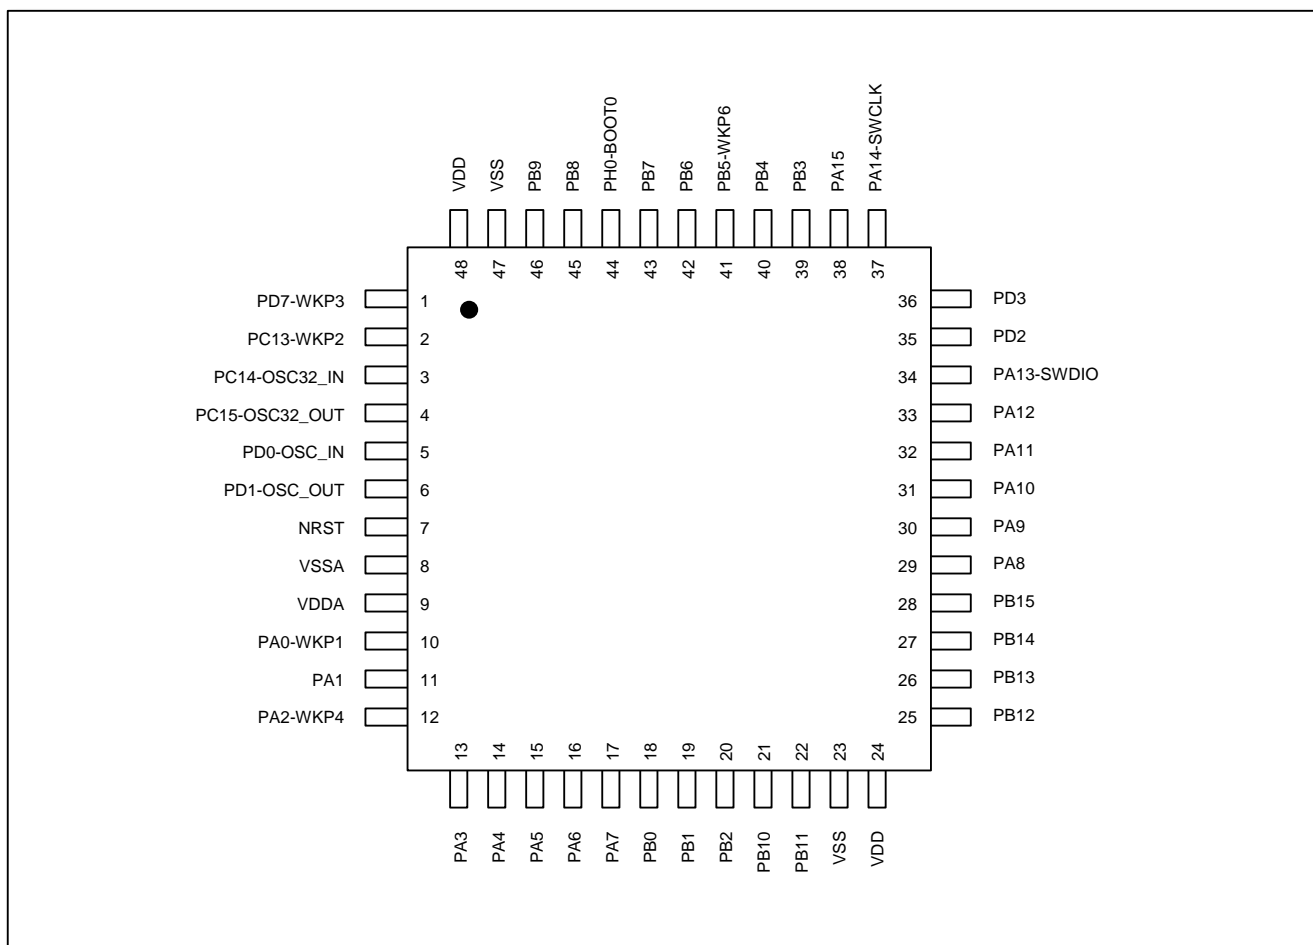 VDD
VSS
PB9
PB8
PH0-BOOT0
PB7
PB6
PB5-WKP6
PB4
PB3
PA15
PA14-SWCLK
48
47
46
45
44
43
42
41
40
39
38
37
PD7-WKP3 1
PC13-WKP2 2
PC14-OSC32_IN 3
PC15-OSC32_OUT 4
PD0-OSC_IN 5
PD1-OSC_OUT 6
NRST 7
VSSA 8
VDDA 9
PA0-WKP1 10
PA1 11
PA2-WKP4 12
36 PD3
35 PD2
34 PA13-SWDIO
33 PA12
32 PA11
31 PA10
30 PA9
29 PA8
28 PB15
27 PB14
26 PB13
25 PB12
13
14
15
16
17
18
19
20
21
22
23
24
PA3
PA4
PA5
PA6
PA7
PB0
PB1
PB2
PB10
PB11
VSS
VDD